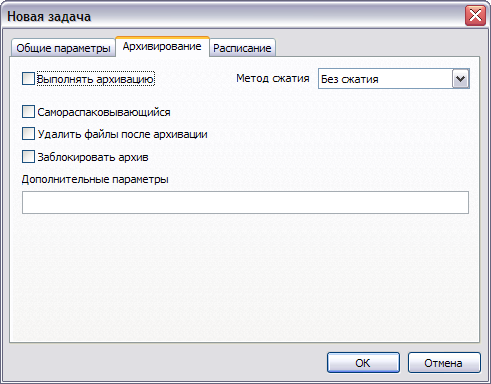 Новая задача
Общие параметры Архивирование Расписание
Выполнять архивацию Метод сжатия Без сжатия
Самораспаковывающийся
Удалить файлы после архивации
Заблокировать архив
Дополнительные параметры
ОК Отмена